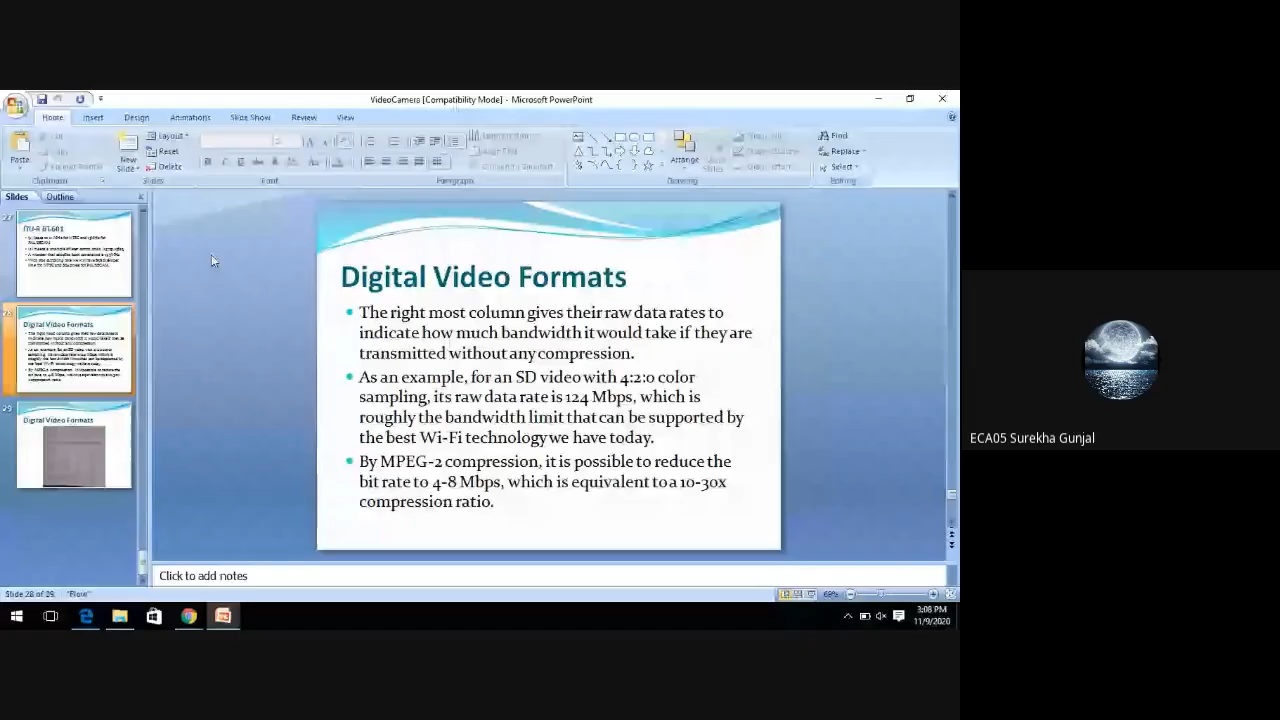 VideoCamera [Compatibility Mode] - Microsoft PowerPoint
Home Insert Design Animations Slide Show Review View
Paste
New Slide
Layout
Reset
Delete
Arrange
Find
Replace
Select
Clipboard Slides Font Paragraph Drawing Editing
Slides Outline
27
ITU-R BT.601
28
Digital Video Formats
29
Digital Video Formats
Digital Video Formats
The right most column gives their raw data rates to
indicate how much bandwidth it would take if they are
transmitted without any compression.
As an example, for an SD video with 4:2:0 color
sampling, its raw data rate is 124 Mbps, which is
roughly the bandwidth limit that can be supported by
the best Wi-Fi technology we have today.
By MPEG-2 compression, it is possible to reduce the
bit rate to 4-8 Mbps, which is equivalent to a 10-30x
compression ratio.
Click to add notes
Slide 28 of 29 "Flow"
68%
3:08 PM
11/9/2020
ECA05 Surekha Gunjal